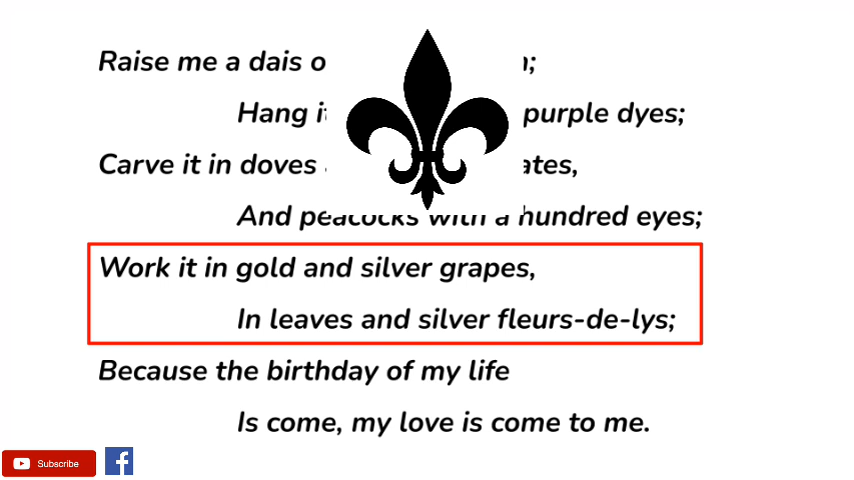 Raise me a dais
Hang purple dyes;
Carve it in doves
And peacocks with a hundred eyes;
Work it in gold and silver grapes,
In leaves and silver fleurs-de-lys;
Because the birthday of my life
Is come, my love is come to me.
Subscribe